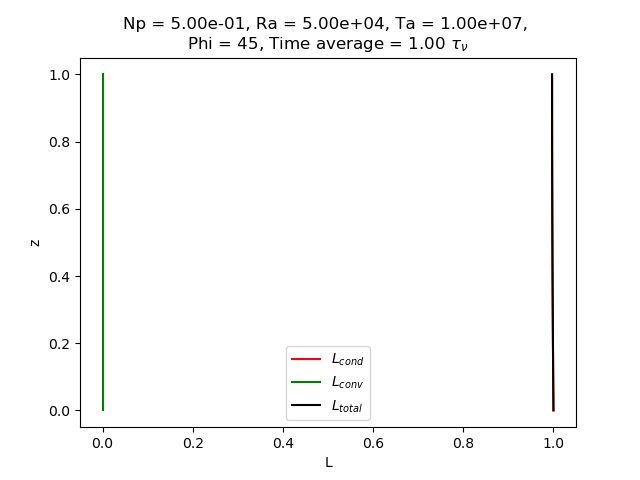 Np = 5.00e-01, Ra = 5.00e+04, Ta = 1.00e+07,
Phi = 45, Time average = 1.00 τ_ν
1.0
0.8
0.6
0.4
0.2
0.0
z
L_cond
L_conv
L_total
0.0 0.2 0.4 0.6 0.8 1.0
L